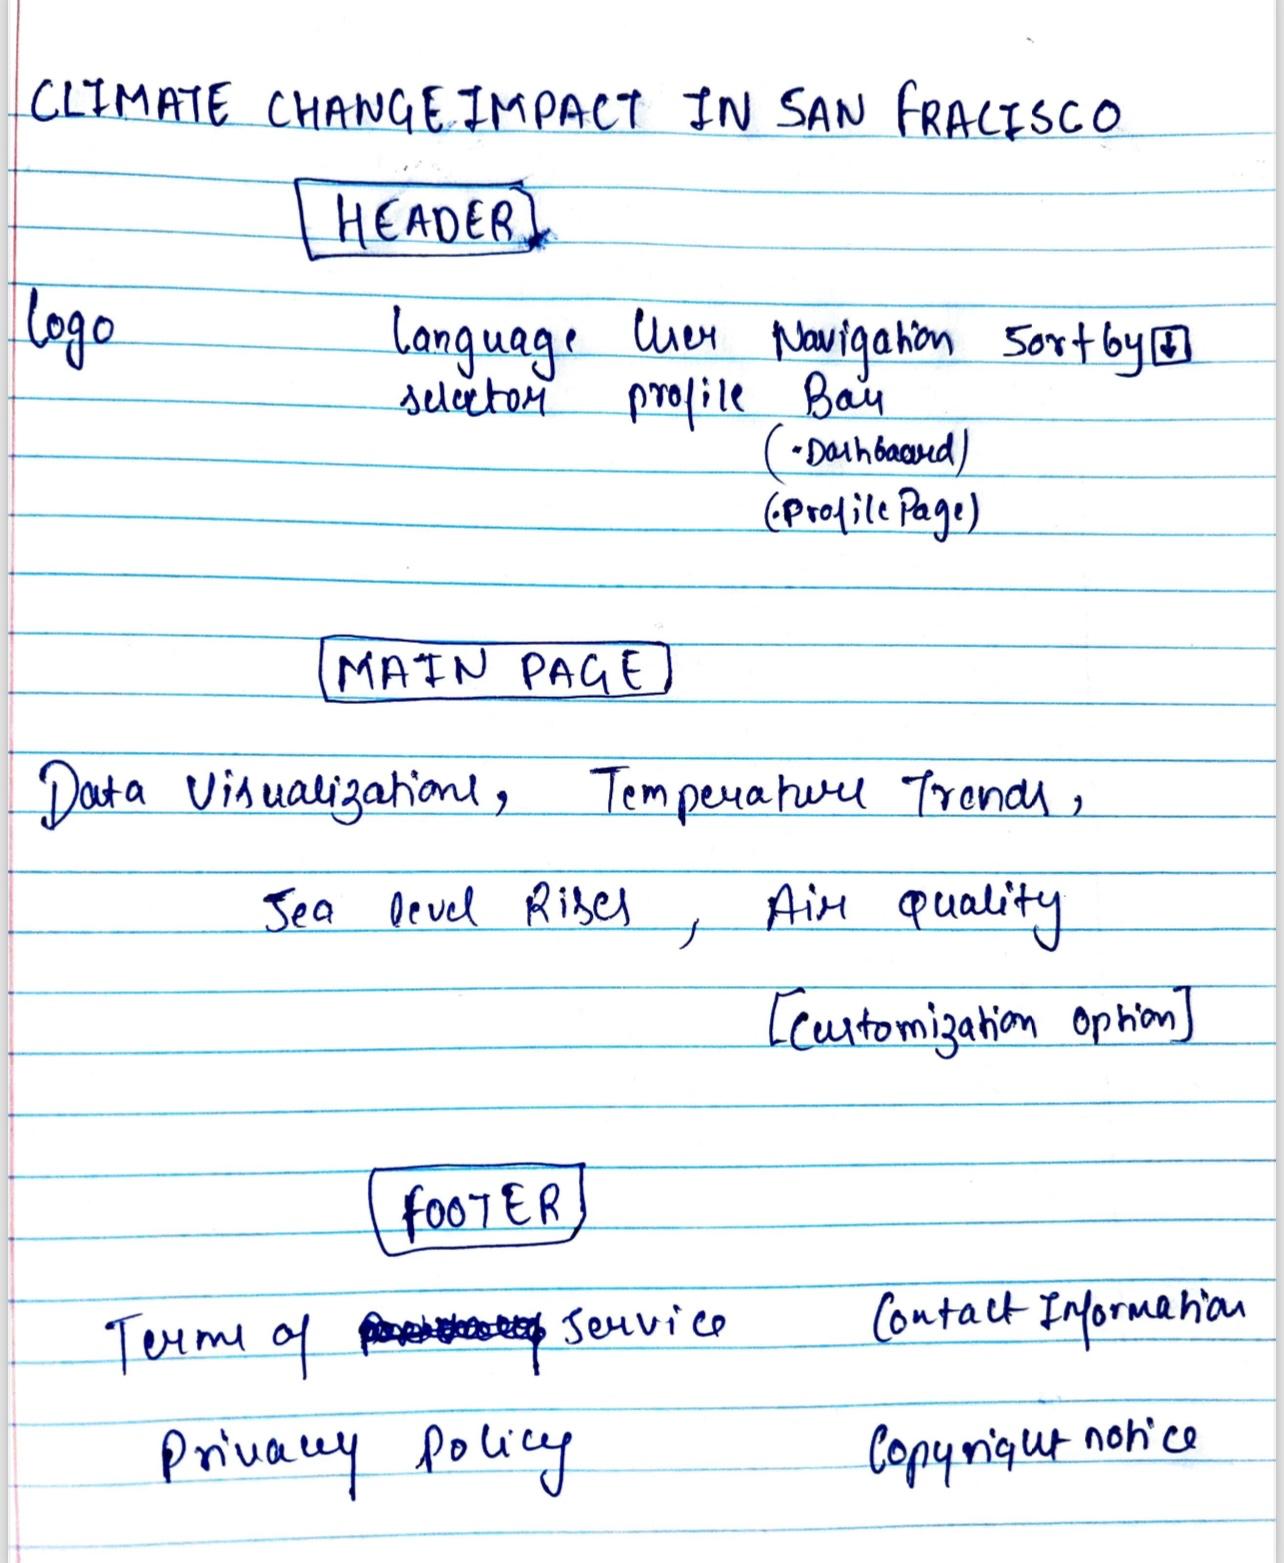 CLIMATE CHANGE IMPACT IN SAN FRACISCO
HEADER
Logo Language User Navigation Sort by
selector profile Bar
(•Dashboard)
(•Profile Page)
MAIN PAGE
Data Visualizations, Temperature Trends,
Sea level Rises, Air Quality
[Customization option]
FOOTER
Terms of service Contact Information
Privacy Policy Copyright notice